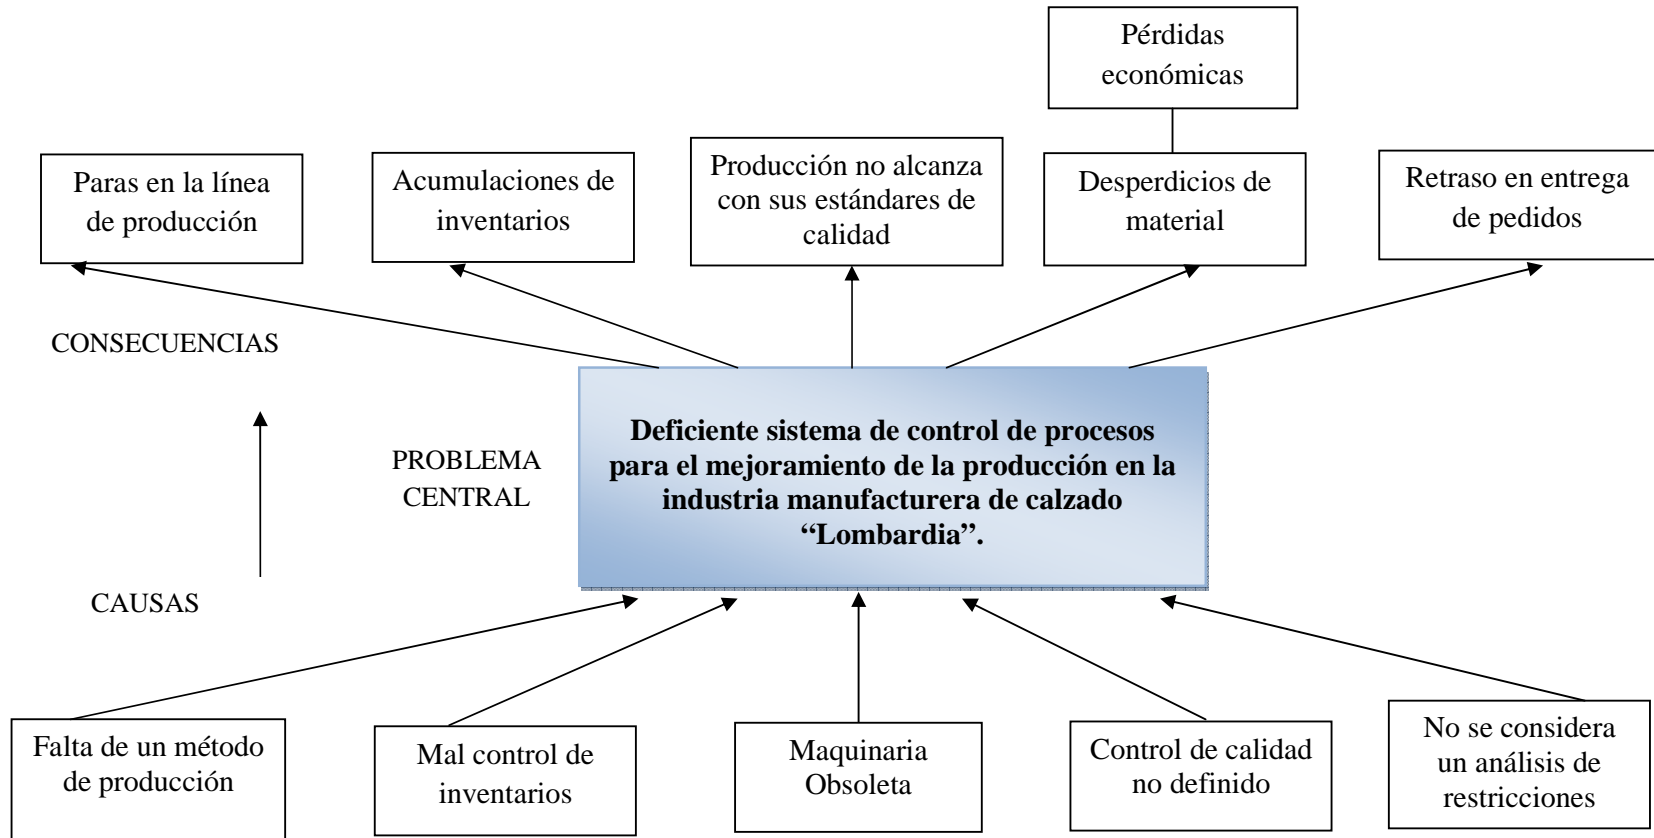 Pérdidas
económicas
Paras en la línea
de producción
Acumulaciones de
inventarios
Producción no alcanza
con sus estándares de
calidad
Desperdicios de
material
Retraso en entrega
de pedidos
CONSECUENCIAS
PROBLEMA
CENTRAL
Deficiente sistema de control de procesos
para el mejoramiento de la producción en la
industria manufacturera de calzado
“Lombardia”.
CAUSAS
Falta de un método
de producción
Mal control de
inventarios
Maquinaria
Obsoleta
Control de calidad
no definido
No se considera
un análisis de
restricciones